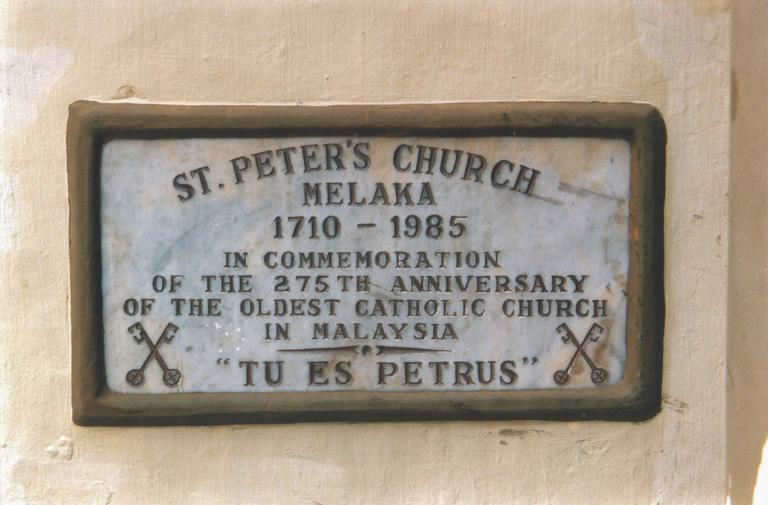 ST. PETER'S CHURCH
MELAKA
1710 – 1985
IN COMMEMORATION
OF THE 275TH ANNIVERSARY
OF THE OLDEST CATHOLIC CHURCH
IN MALAYSIA
"TU ES PETRUS"